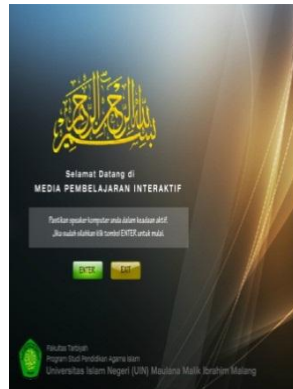 بسم الله الرحمن الرحيم
Selamat Datang di
MEDIA PEMBELAJARAN INTERAKTIF
Pastikan speaker komputer anda dalam keadaan aktif.
Jika sudah silahkan klik tombol ENTER untuk mulai.
ENTER
EXIT
Fakultas Tarbiyah
Program Studi Pendidikan Agama Islam
Universitas Islam Negeri (UIN) Maulana Malik Ibrahim Malang